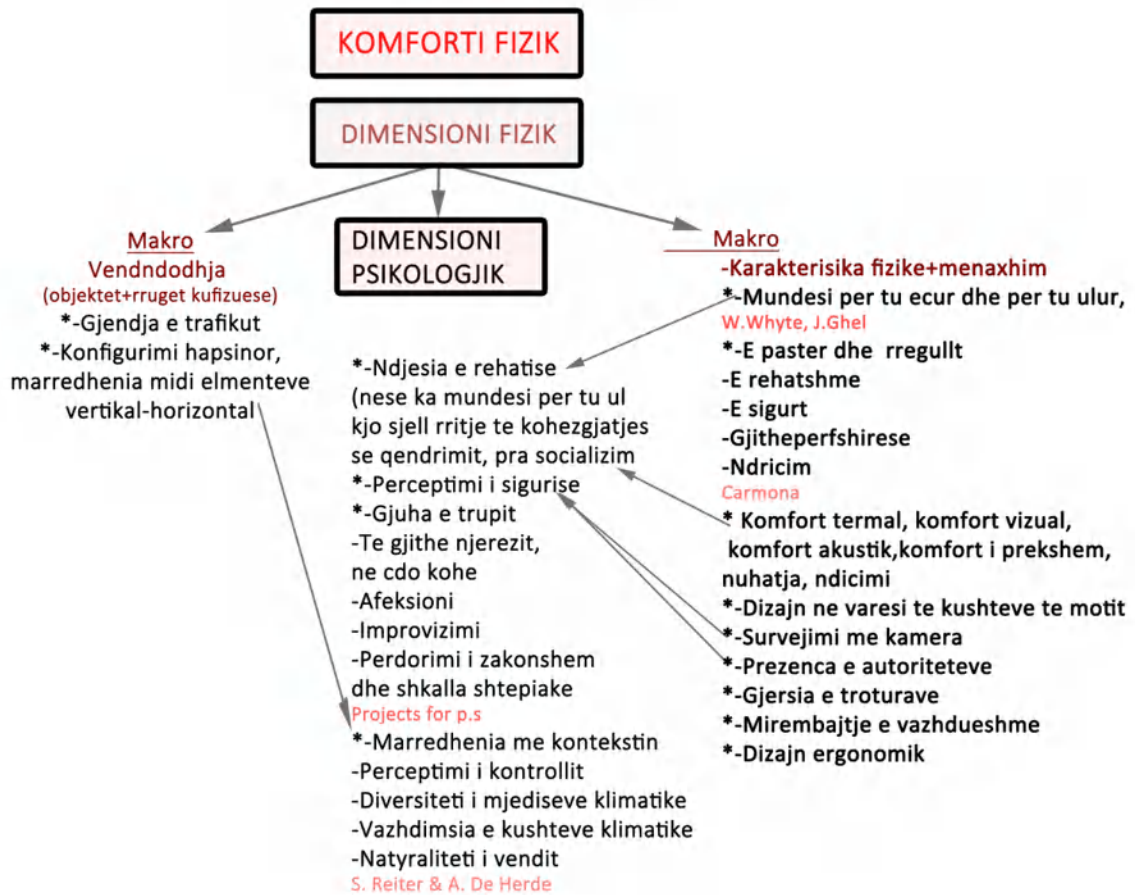 KOMFORTI FIZIK
DIMENSIONI FIZIK
Makro
Vendndodhja
(objektet+rruget kufizuese)
*-Gjendja e trafikut
*-Konfigurimi hapsinor,
marredhenia midi elmenteve
vertikal-horizontal
DIMENSIONI
PSIKOLOGJIK
*-Ndjesia e rehatise
(nese ka mundesi per tu ul
kjo sjell rritje te kohezgjatjes
se qendrimit, pra socializim
*-Perceptimi i sigurise
*-Gjuha e trupit
-Te gjithe njerezit,
ne cdo kohe
-Afeksioni
-Improvizimi
-Perdorimi i zakonshem
dhe shkalla shtepiake
Projects for p.s
*-Marredhenia me kontekstin
-Perceptimi i kontrollit
-Diversiteti i mjediseve klimatike
-Vazhdimsia e kushteve klimatike
-Natyraliteti i vendit
S. Reiter & A. De Herde
Makro
-Karakterisika fizike+menaxhim
*-Mundesi per tu ecur dhe per tu ulur,
W.Whyte, J.Ghel
*-E paster dhe rregullt
-E rehatshme
-E sigurt
-Gjitheperfshirese
-Ndricim
Carmona
* Komfort termal, komfort vizual,
komfort akustik,komfort i prekshem,
nuhatja, ndicimi
*-Dizajn ne varesi te kushteve te motit
*-Survejimi me kamera
*-Prezenca e autoriteteve
*-Gjersia e troturave
*-Mirembajtje e vazhdueshme
*-Dizajn ergonomik